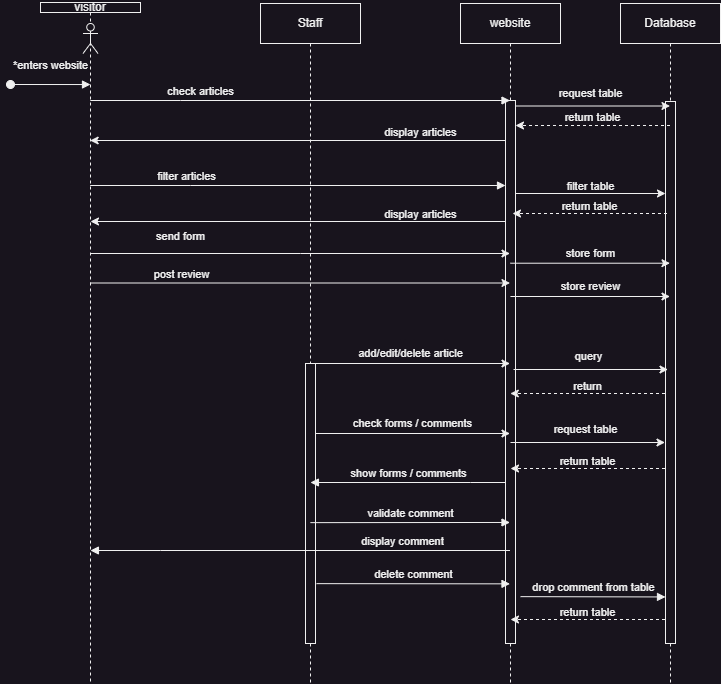 visitor
Staff
website
Database
*enters website
check articles
request table
return table
display articles
filter articles
filter table
return table
display articles
send form
store form
post review
store review
add/edit/delete article
query
return
check forms / comments
request table
return table
show forms / comments
validate comment
display comment
delete comment
drop comment from table
return table